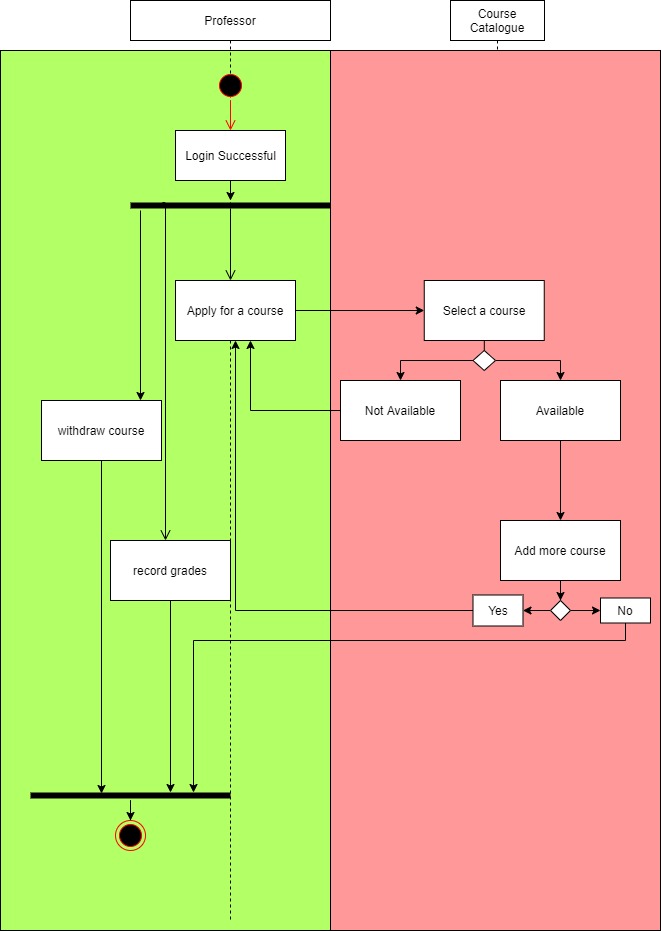 Professor
Course
Catalogue
Login Successful
Apply for a course
Select a course
Not Available
Available
withdraw course
Add more course
record grades
Yes
No